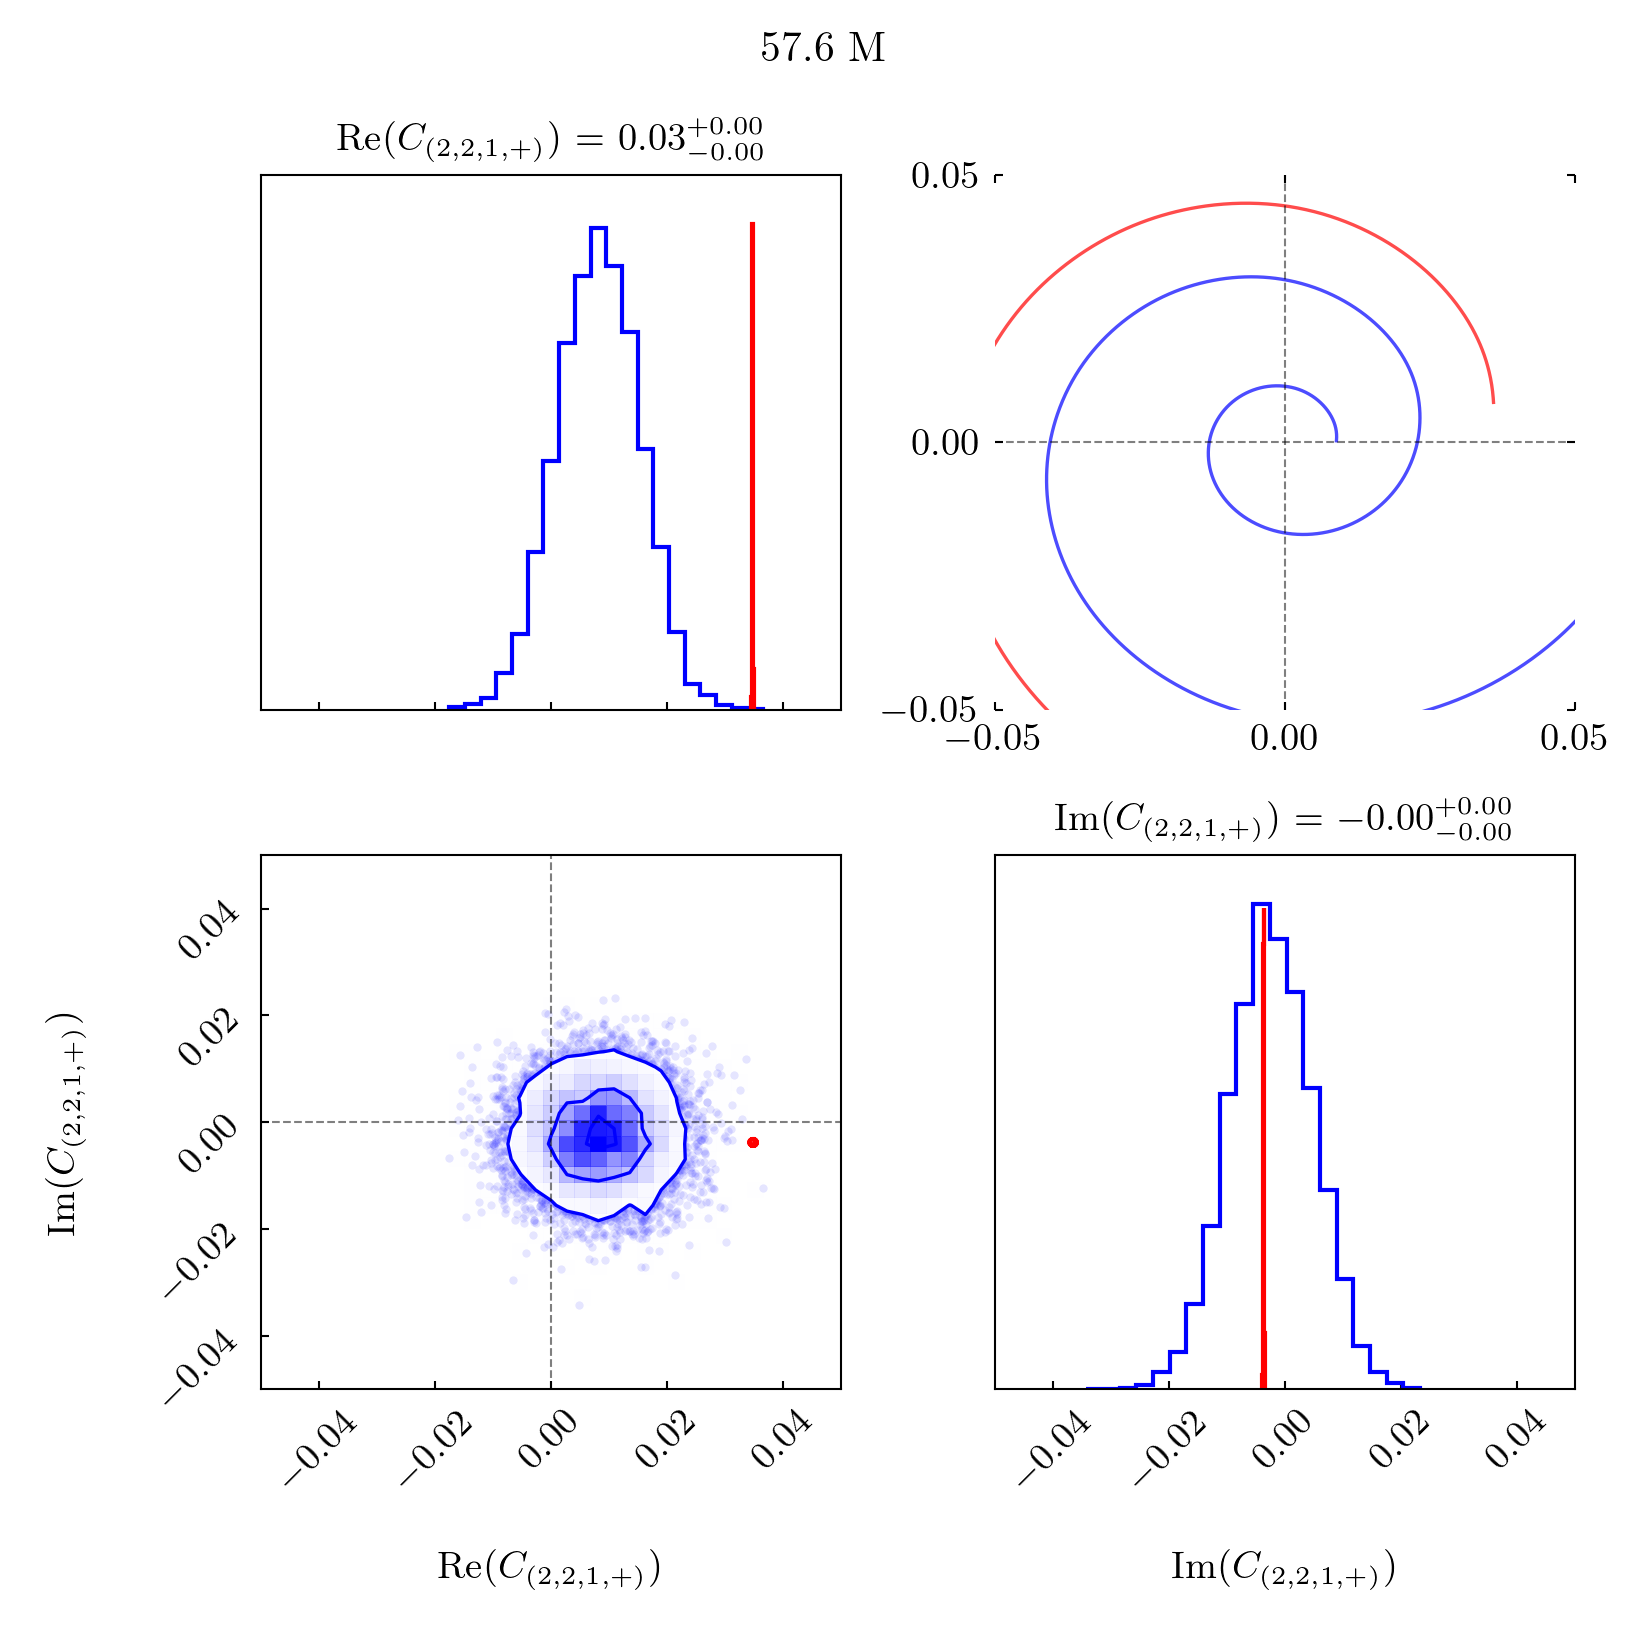 57.6 M
Re(C_{(2,2,1,+)}) = 0.03^{+0.00}_{-0.00}
0.05
0.00
−0.05
−0.05 0.00 0.05
Im(C_{(2,2,1,+)}) = −0.00^{+0.00}_{-0.00}
Im(C_{(2,2,1,+)})
0.04
0.02
0.00
−0.02
−0.04
−0.04 −0.02 0.00 0.02 0.04
−0.04 −0.02 0.00 0.02 0.04
Re(C_{(2,2,1,+)})
Im(C_{(2,2,1,+)})